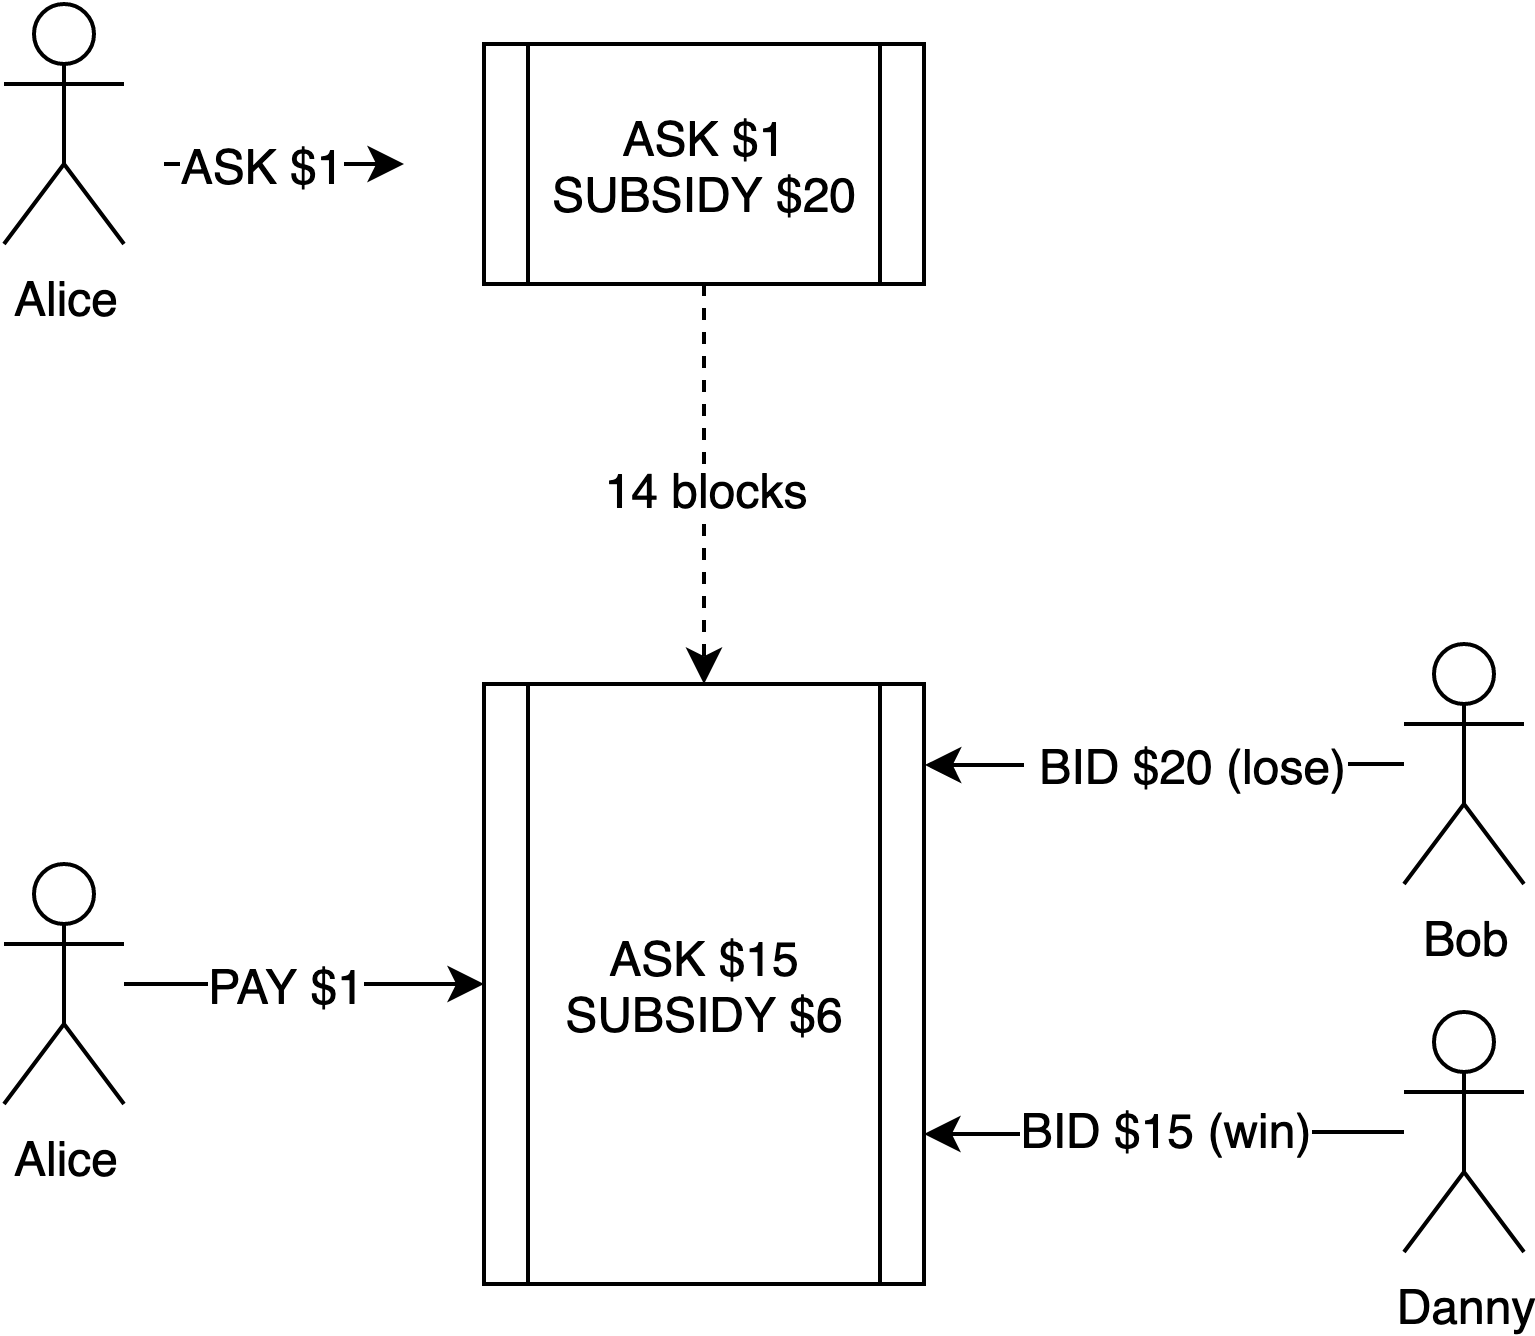 ASK $1
SUBSIDY $20
ASK $1
Alice
14 blocks
BID $20 (lose)
Bob
ASK $15
SUBSIDY $6
PAY $1
Alice
BID $15 (win)
Danny